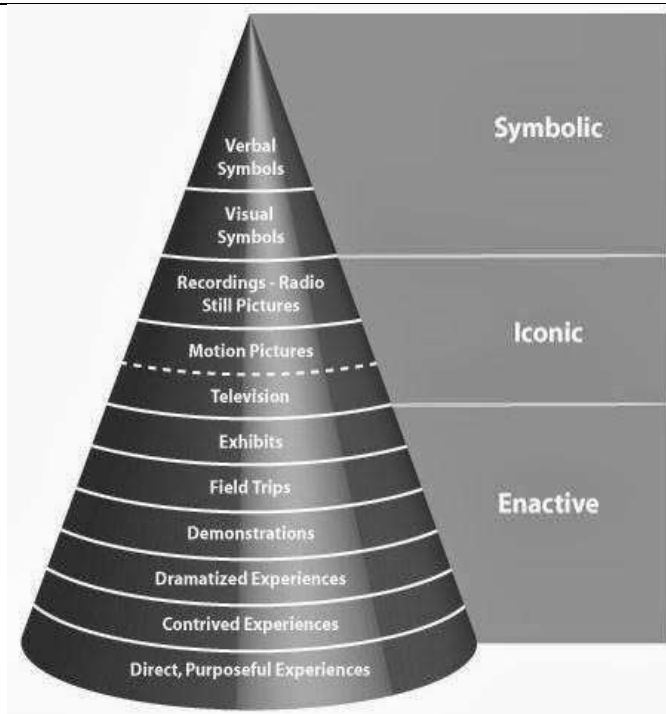 Verbal
Symbols
Visual
Symbols
Recordings - Radio
Still Pictures
Motion Pictures
Television
Exhibits
Field Trips
Demonstrations
Dramatized Experiences
Contrived Experiences
Direct, Purposeful Experiences
Symbolic
Iconic
Enactive